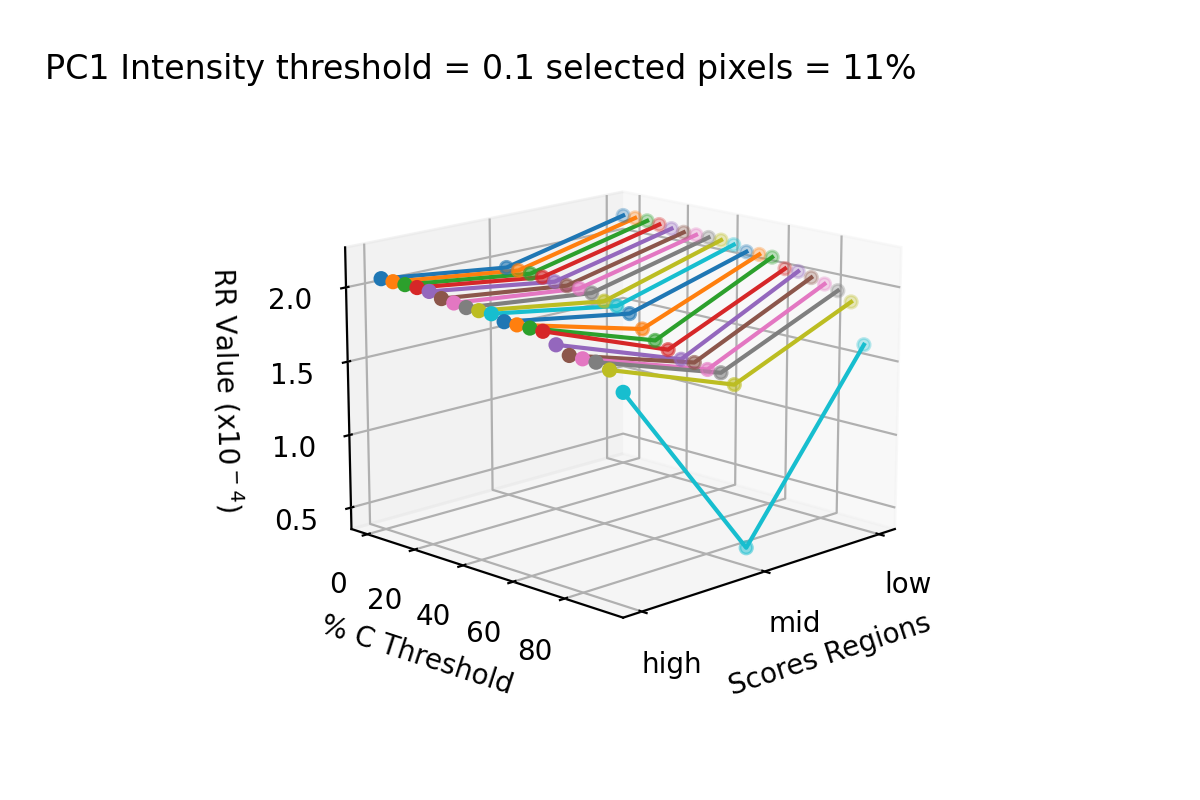 PC1 Intensity threshold = 0.1 selected pixels = 11%
RR Value (x10⁻⁴)
2.0
1.5
1.0
0.5
0
20
40
60
80
% C Threshold
high
mid
low
Scores Regions